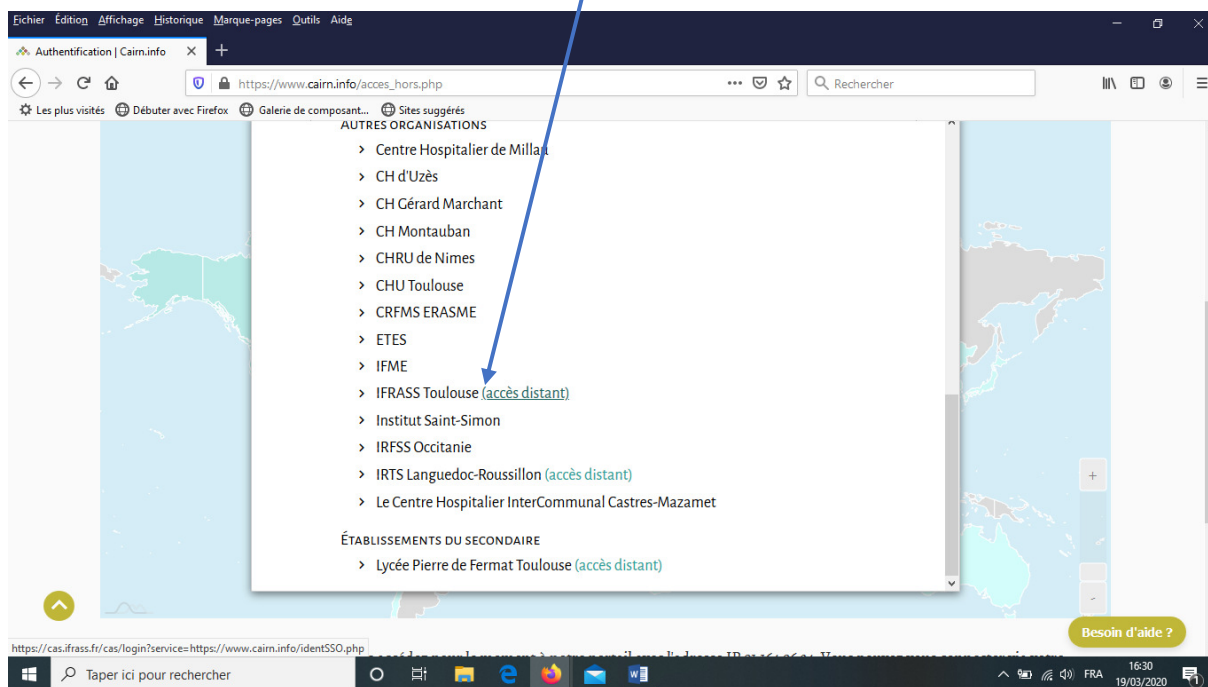 Fichier Édition Affichage Historique Marque-pages Outils Aide
Authentification | Cairn.info
https://www.cairn.info/acces_hors.php
Rechercher
Les plus visités Débuter avec Firefox Galerie de composant... Sites suggérés
AUTRES ORGANISATIONS
> Centre Hospitalier de Millau
> CH d'Uzès
> CH Gérard Marchant
> CH Montauban
> CHRU de Nimes
> CHU Toulouse
> CRFMS ERASME
> ETES
> IFME
> IFRASS Toulouse (accès distant)
> Institut Saint-Simon
> IRFSS Occitanie
> IRTS Languedoc-Roussillon (accès distant)
> Le Centre Hospitalier InterCommunal Castres-Mazamet
ÉTABLISSEMENTS DU SECONDAIRE
> Lycée Pierre de Fermat Toulouse (accès distant)
+
-
Besoin d'aide ?
https://cas.ifrass.fr/cas/login?service=https://www.cairn.info/identSSO.php
Taper ici pour rechercher
FRA
16:30
19/03/2020